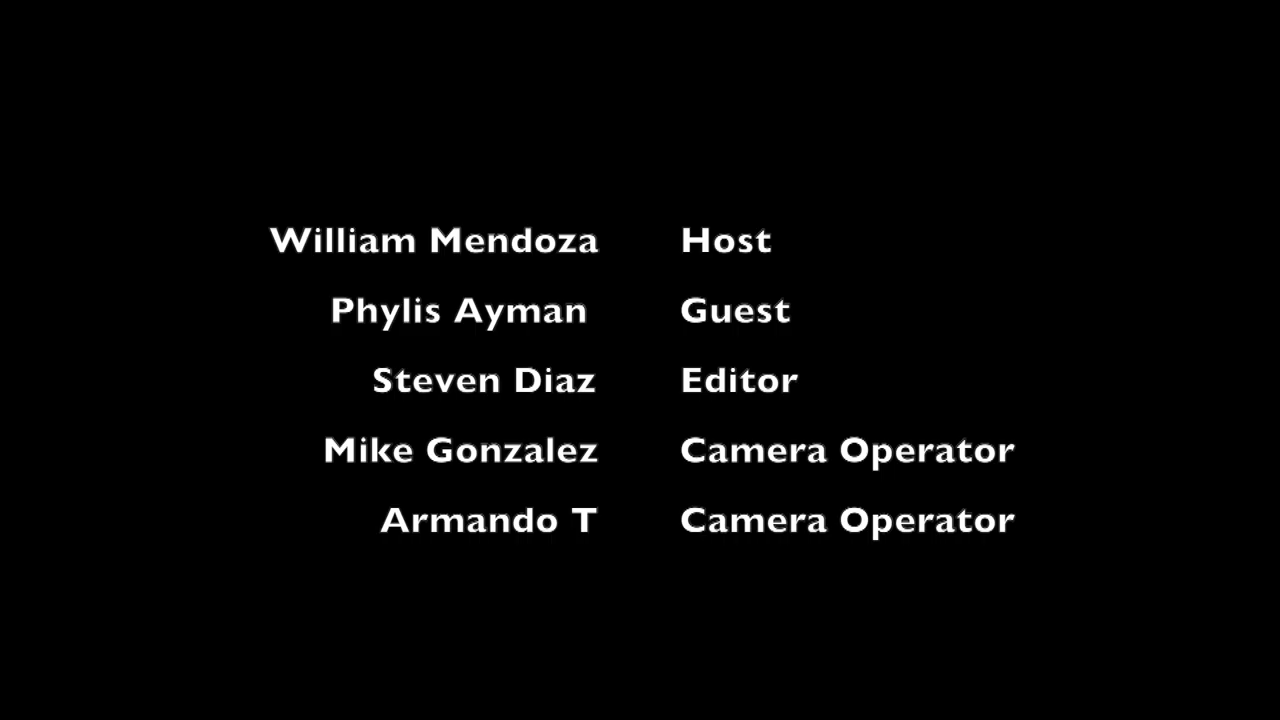 William Mendoza Host
Phylis Ayman Guest
Steven Diaz Editor
Mike Gonzalez Camera Operator
Armando T Camera Operator